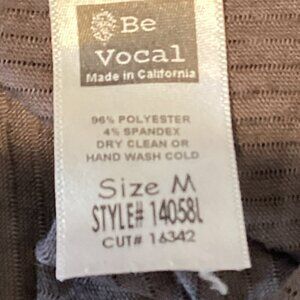 Be
Vocal
Made in California
96% POLYESTER
4% SPANDEX
DRY CLEAN OR
HAND WASH COLD
Size M
STYLE# 14058L
CUT# 16342